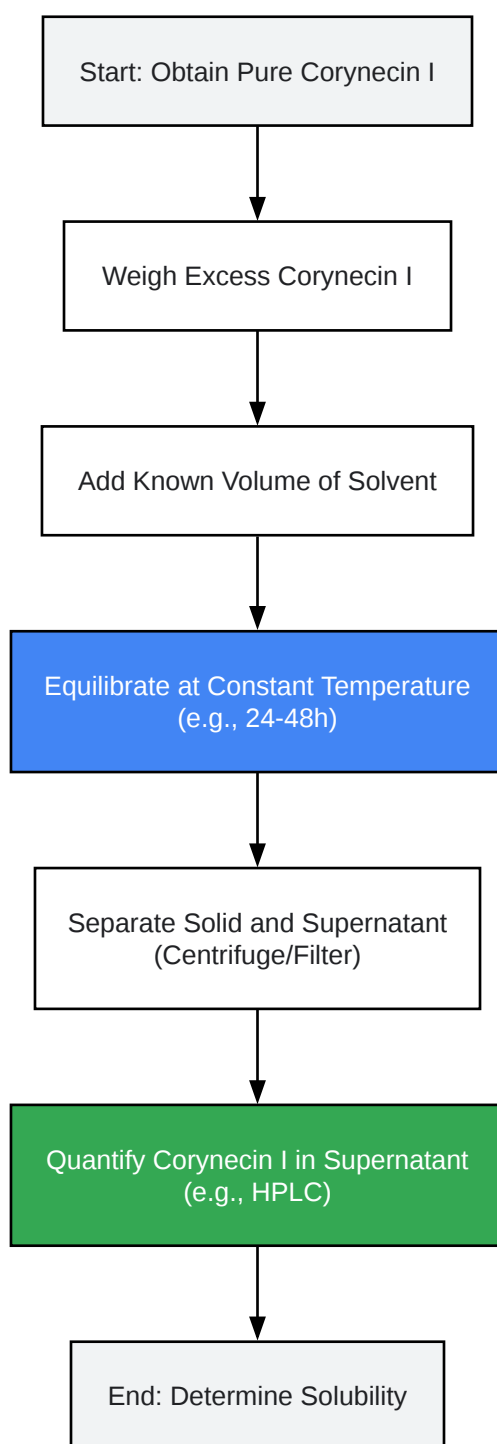 Start: Obtain Pure Corynecin I
Weigh Excess Corynecin I
Add Known Volume of Solvent
Equilibrate at Constant Temperature
(e.g., 24-48h)
Separate Solid and Supernatant
(Centrifuge/Filter)
Quantify Corynecin I in Supernatant
(e.g., HPLC)
End: Determine Solubility